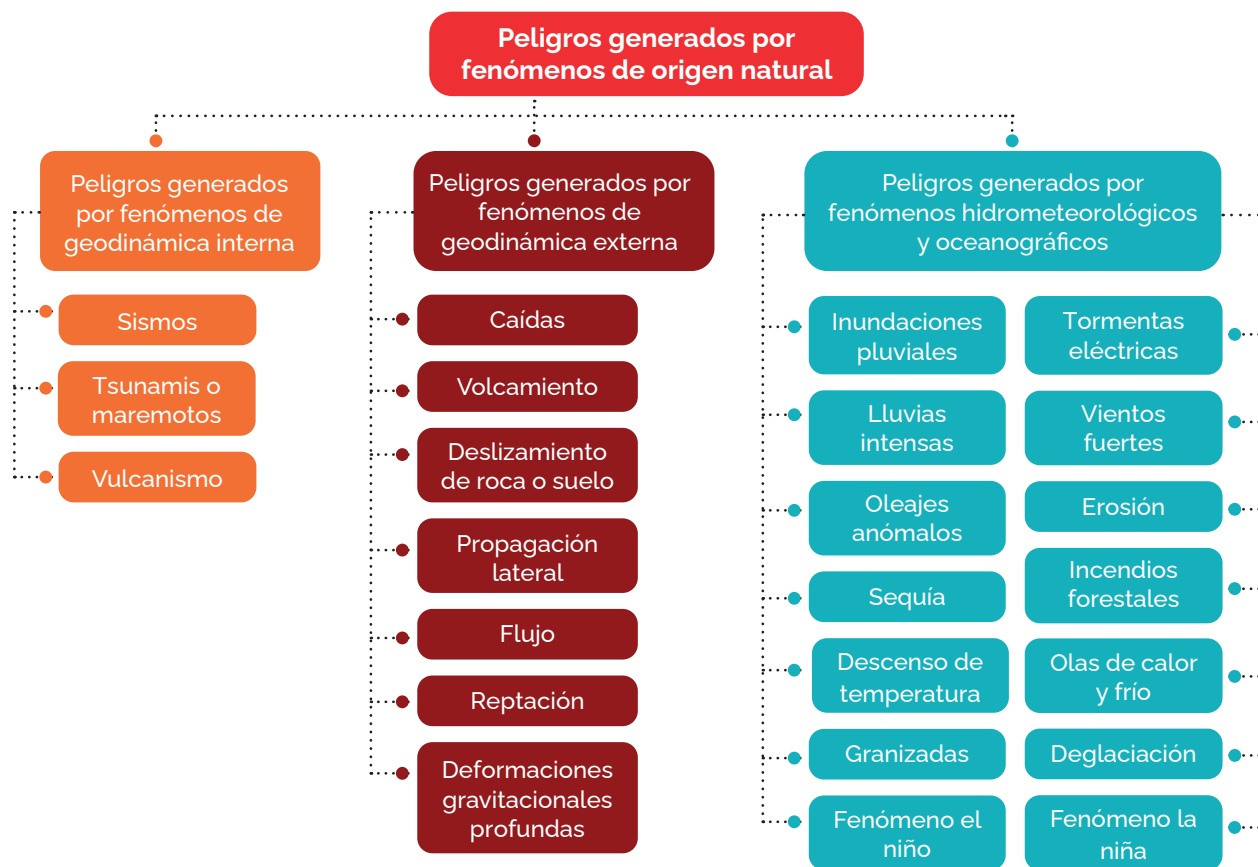 Peligros generados por
fenómenos de origen natural
Peligros generados
por fenómenos de
geodinámica interna
Sismos
Tsunamis o
maremotos
Vulcanismo
Peligros generados por
fenómenos de
geodinámica externa
Caídas
Volcamiento
Deslizamiento
de roca o suelo
Propagación
lateral
Flujo
Reptación
Deformaciones
gravitacionales
profundas
Peligros generados por
fenómenos hidrometeorológicos
y oceanográficos
Inundaciones
pluviales
Lluvias
intensas
Oleajes
anómalos
Sequía
Descenso de
temperatura
Granizadas
Fenómeno el
niño
Tormentas
eléctricas
Vientos
fuertes
Erosión
Incendios
forestales
Olas de calor
y frío
Deglaciación
Fenómeno la
niña